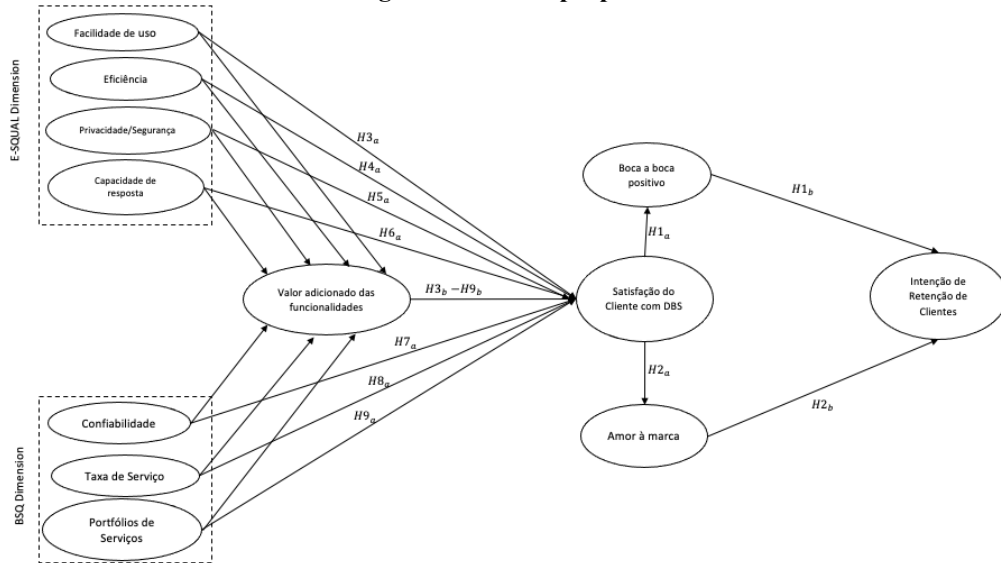 Facilidade de uso
Eficiência
Privacidade/Segurança
Capacidade de
resposta
E-SQUAL Dimension
H3a
H4a
H5a
H6a
Valor adicionado das
funcionalidades
H3b – H9b
H7a
H8a
H9a
Confiabilidade
Taxa de Serviço
Portfólios de
Serviços
BSQ Dimension
Boca a boca
positivo
H1a
Satisfação do
Cliente com DBS
H2a
Amor à marca
H1b
H2b
Intenção de
Retenção de
Clientes